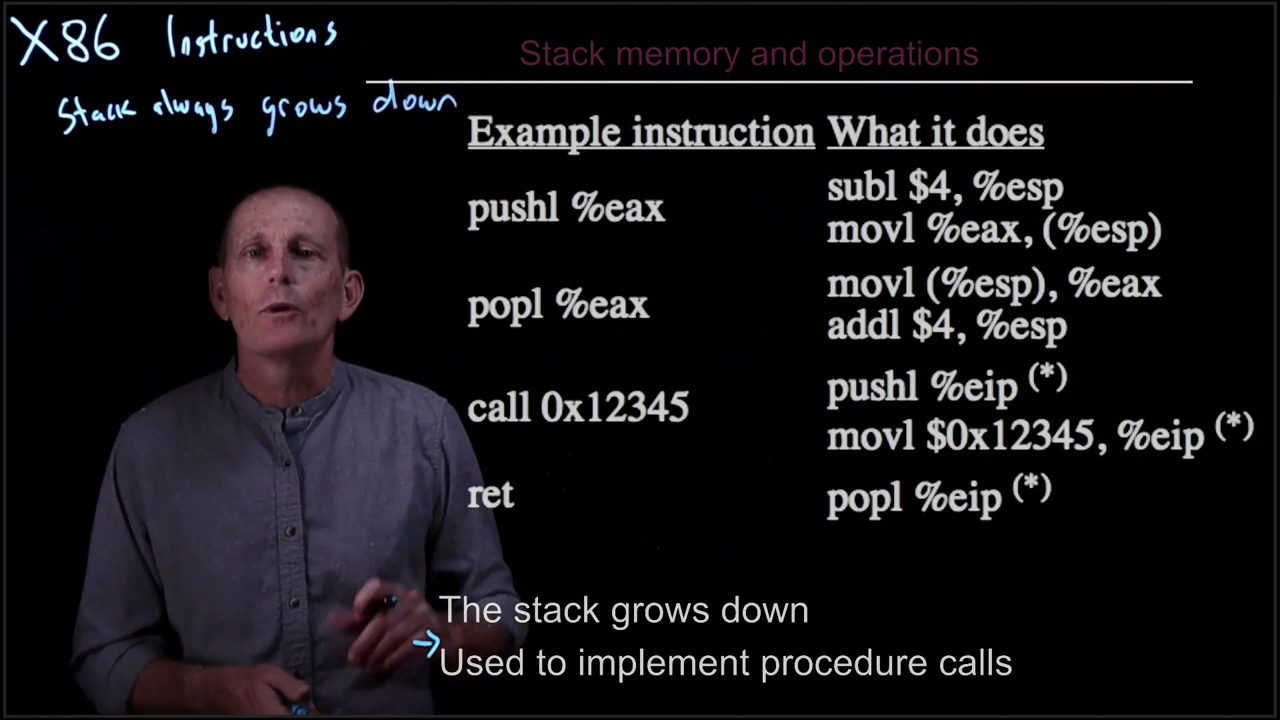 X86 Instructions
Stack always grows down
Stack memory and operations
Example instruction What it does
pushl %eax
subl $4, %esp
movl %eax, (%esp)
popl %eax
movl (%esp), %eax
addl $4, %esp
call 0x12345
pushl %eip (*)
movl $0x12345, %eip (*)
ret
popl %eip (*)
The stack grows down
→ Used to implement procedure calls